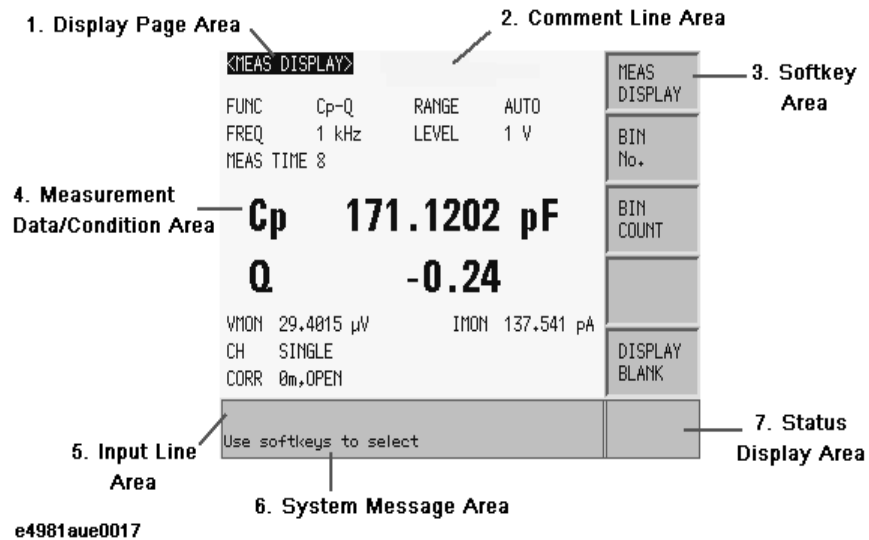 1. Display Page Area
2. Comment Line Area
<MEAS DISPLAY>
MEAS
DISPLAY
3. Softkey
Area
FUNC Cp-Q RANGE AUTO
FREQ 1 kHz LEVEL 1 V
MEAS TIME 8
BIN
No.
4. Measurement
Data/Condition Area
Cp 171.1202 pF
BIN
COUNT
Q -0.24
VMON 29.4015 μV IMON 137.541 pA
CH SINGLE
CORR 0m,OPEN
DISPLAY
BLANK
5. Input Line
Area
Use softkeys to select
7. Status
Display Area
6. System Message Area
e4981aue0017